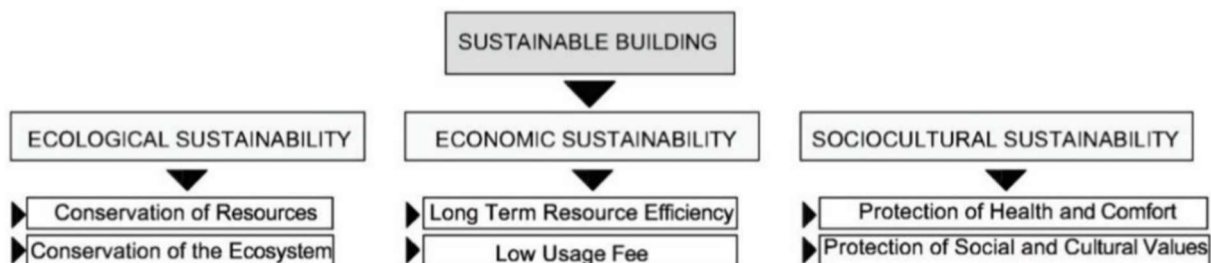 SUSTAINABLE BUILDING
ECOLOGICAL SUSTAINABILITY
ECONOMIC SUSTAINABILITY
SOCIOCULTURAL SUSTAINABILITY
Conservation of Resources
Long Term Resource Efficiency
Protection of Health and Comfort
Conservation of the Ecosystem
Low Usage Fee
Protection of Social and Cultural Values